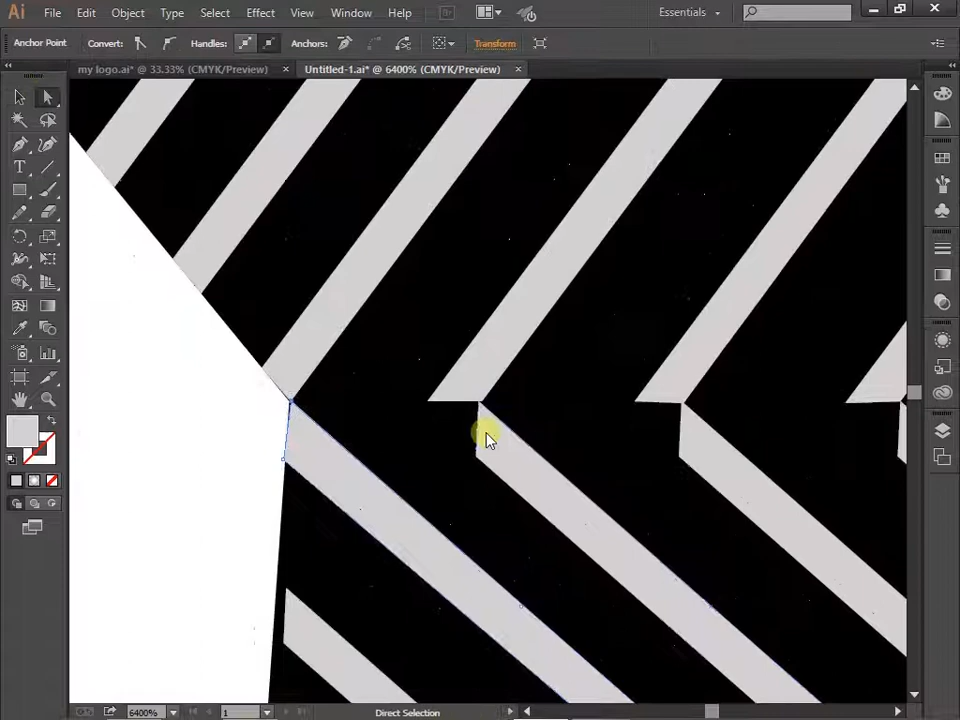 Ai File Edit Object Type Select Effect View Window Help Br Essentials
Anchor Point Convert: Handles: Anchors: Transform
my logo.ai* @ 33.33% (CMYK/Preview) × Untitled-1.ai* @ 6400% (CMYK/Preview) ×
T
6400% 1 Direct Selection